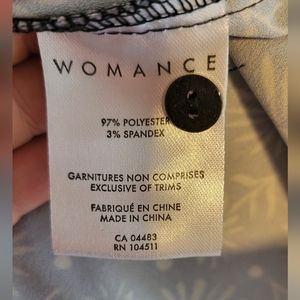 WOMANCE
97% POLYESTER
3% SPANDEX
GARNITURES NON COMPRISES
EXCLUSIVE OF TRIMS
FABRIQUÉ EN CHINE
MADE IN CHINA
CA 04483
RN 104511